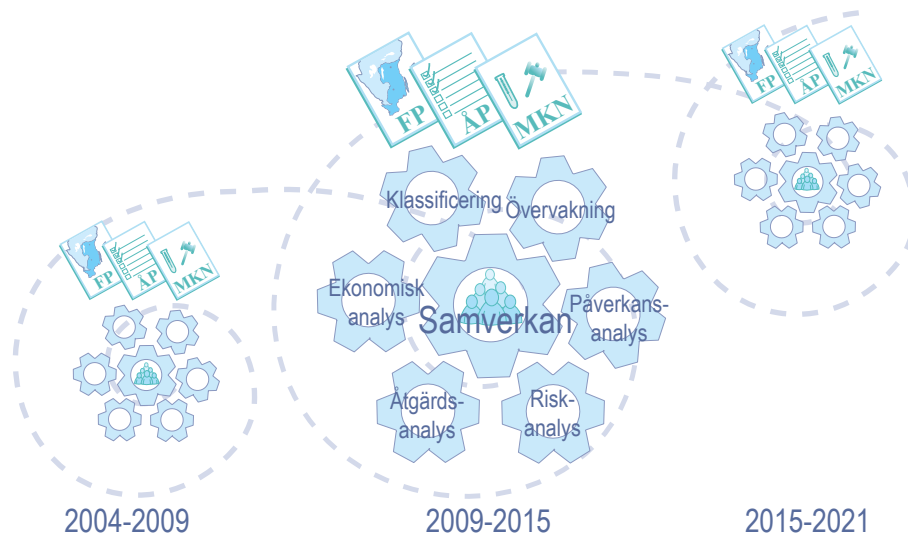 FP
ÅP
MKN
FP
ÅP
MKN
FP
ÅP
MKN
Klassificering
Övervakning
Ekonomisk
analys
Samverkan
Påverkans-
analys
Åtgärds-
analys
Risk-
analys
2004-2009
2009-2015
2015-2021